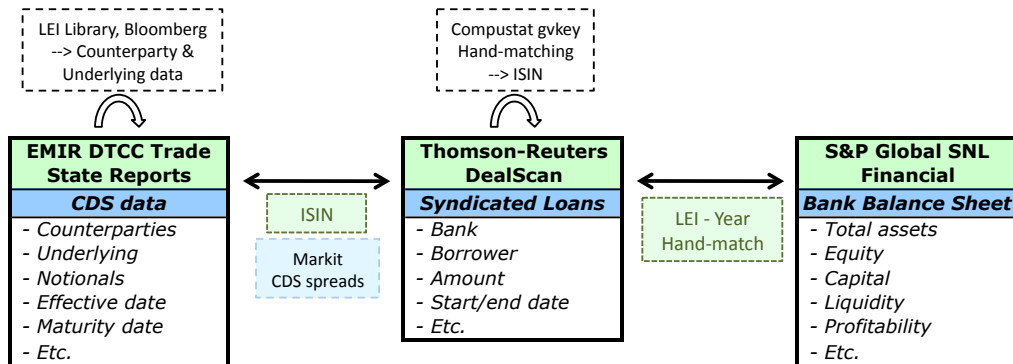 LEI Library, Bloomberg
--> Counterparty &
Underlying data
Compustat gvkey
Hand-matching
--> ISIN
EMIR DTCC Trade
State Reports
CDS data
- Counterparties
- Underlying
- Notionals
- Effective date
- Maturity date
- Etc.
ISIN
Markit
CDS spreads
Thomson-Reuters
DealScan
Syndicated Loans
- Bank
- Borrower
- Amount
- Start/end date
- Etc.
LEI - Year
Hand-match
S&P Global SNL
Financial
Bank Balance Sheet
- Total assets
- Equity
- Capital
- Liquidity
- Profitability
- Etc.